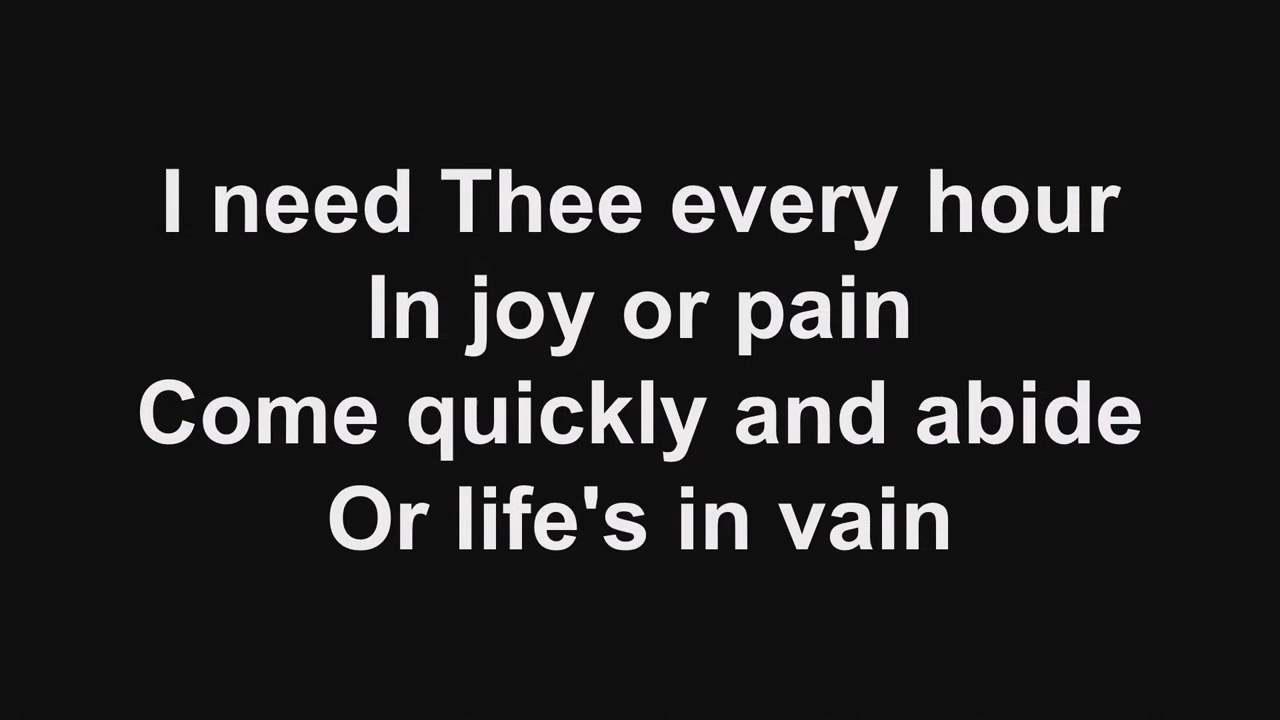 I need Thee every hour
In joy or pain
Come quickly and abide
Or life's in vain